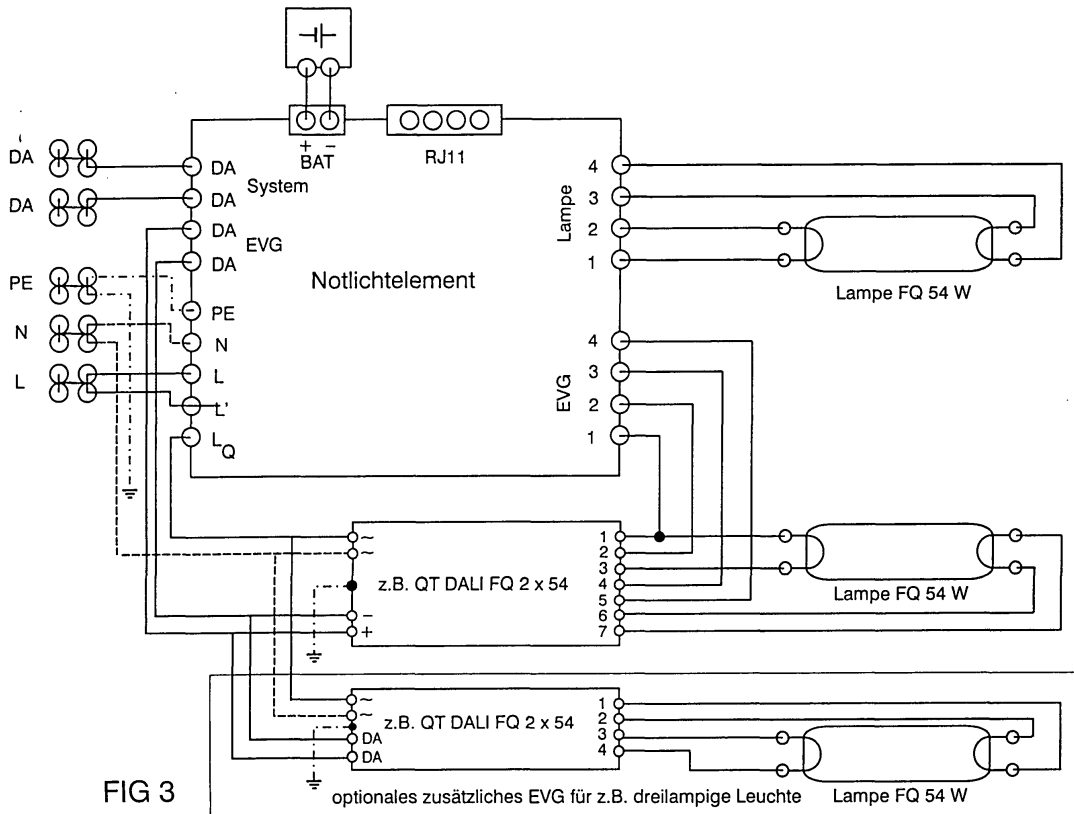 + −
BAT
RJ11
DA
DA
System
DA
DA
DA
EVG
DA
Notlichtelement
PE
PE
N
N
L
L
L'
LQ
Lampe
4
3
2
1
Lampe FQ 54 W
EVG
4
3
2
1
~
~
z.B. QT DALI FQ 2 x 54
−
+
1
2
3
4
5
6
7
Lampe FQ 54 W
~
~
z.B. QT DALI FQ 2 x 54
DA
DA
1
2
3
4
Lampe FQ 54 W
optionales zusätzliches EVG für z.B. dreilampige Leuchte
FIG 3